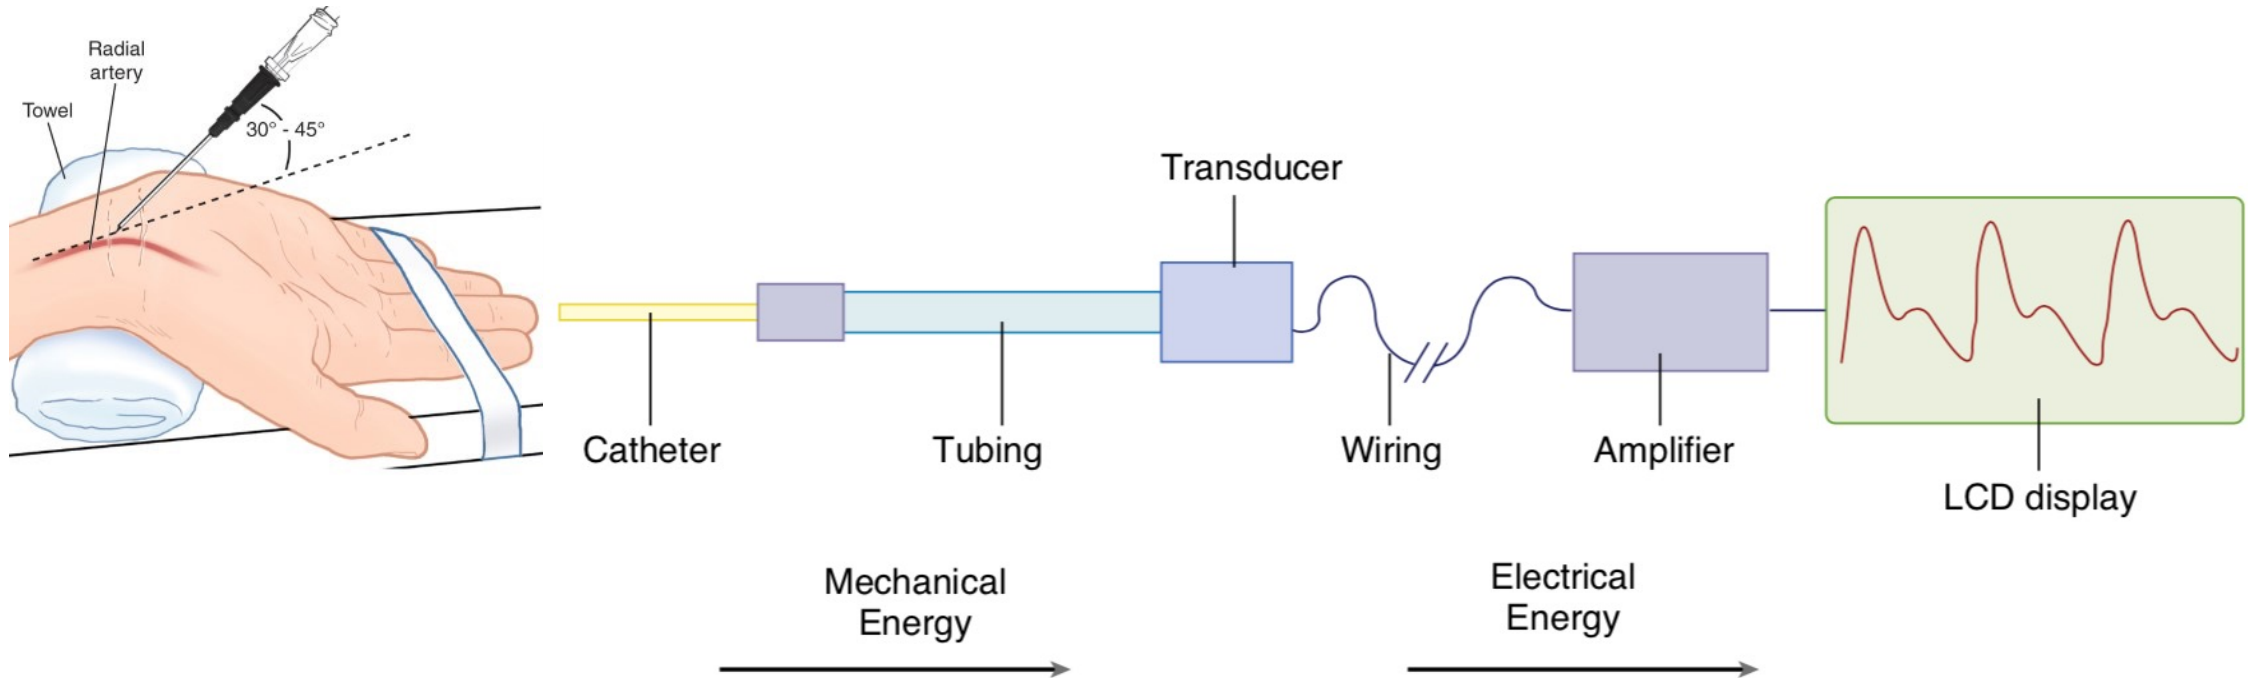 Radial
artery
Towel
30° - 45°
Transducer
Catheter
Tubing
Wiring
Amplifier
LCD display
Mechanical
Energy
Electrical
Energy